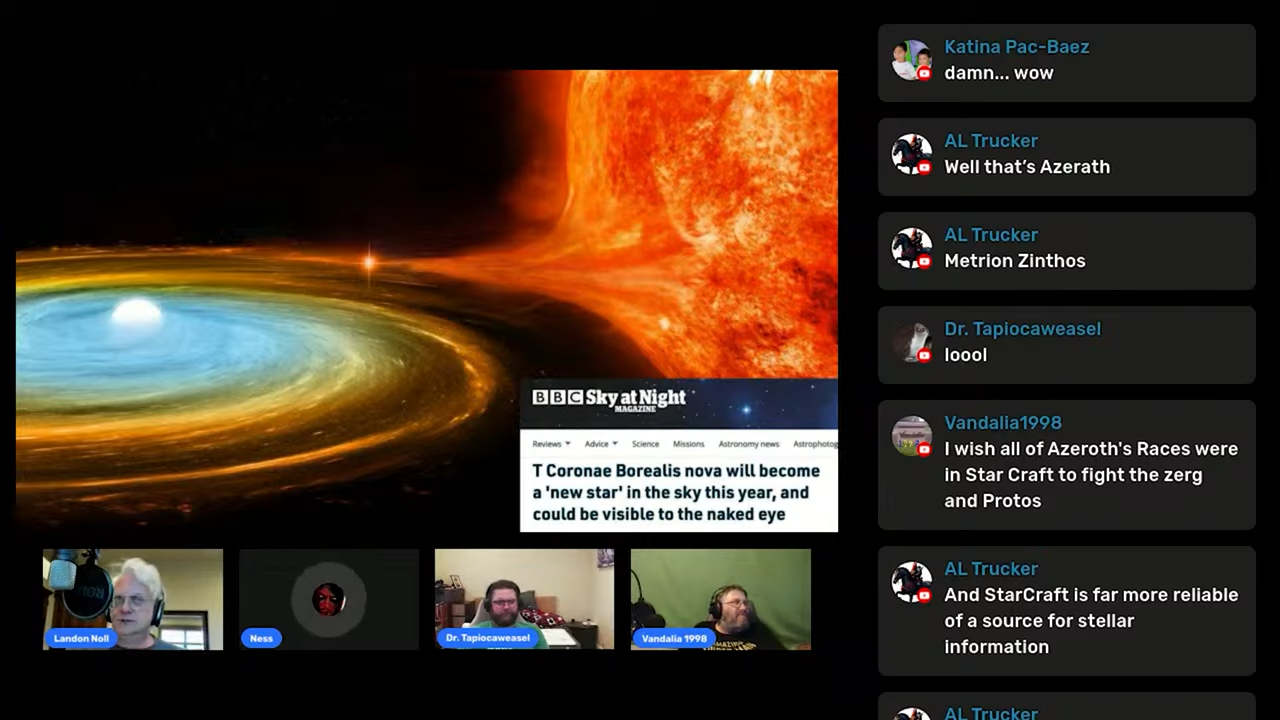 BBC Sky at Night
MAGAZINE
Reviews Advice Science Missions Astronomy news
T Coronae Borealis nova will become
a 'new star' in the sky this year, and
could be visible to the naked eye
Landon Noll
Ness
Dr. Tapiocaweasel
Vandalia 1998
Katina Pac-Baez
damn... wow
AL Trucker
Well that’s Azerath
AL Trucker
Metrion Zinthos
Dr. Tapiocaweasel
loool
Vandalia1998
I wish all of Azeroth's Races were
in Star Craft to fight the zerg
and Protos
AL Trucker
And StarCraft is far more reliable
of a source for stellar
information
AL Trucker